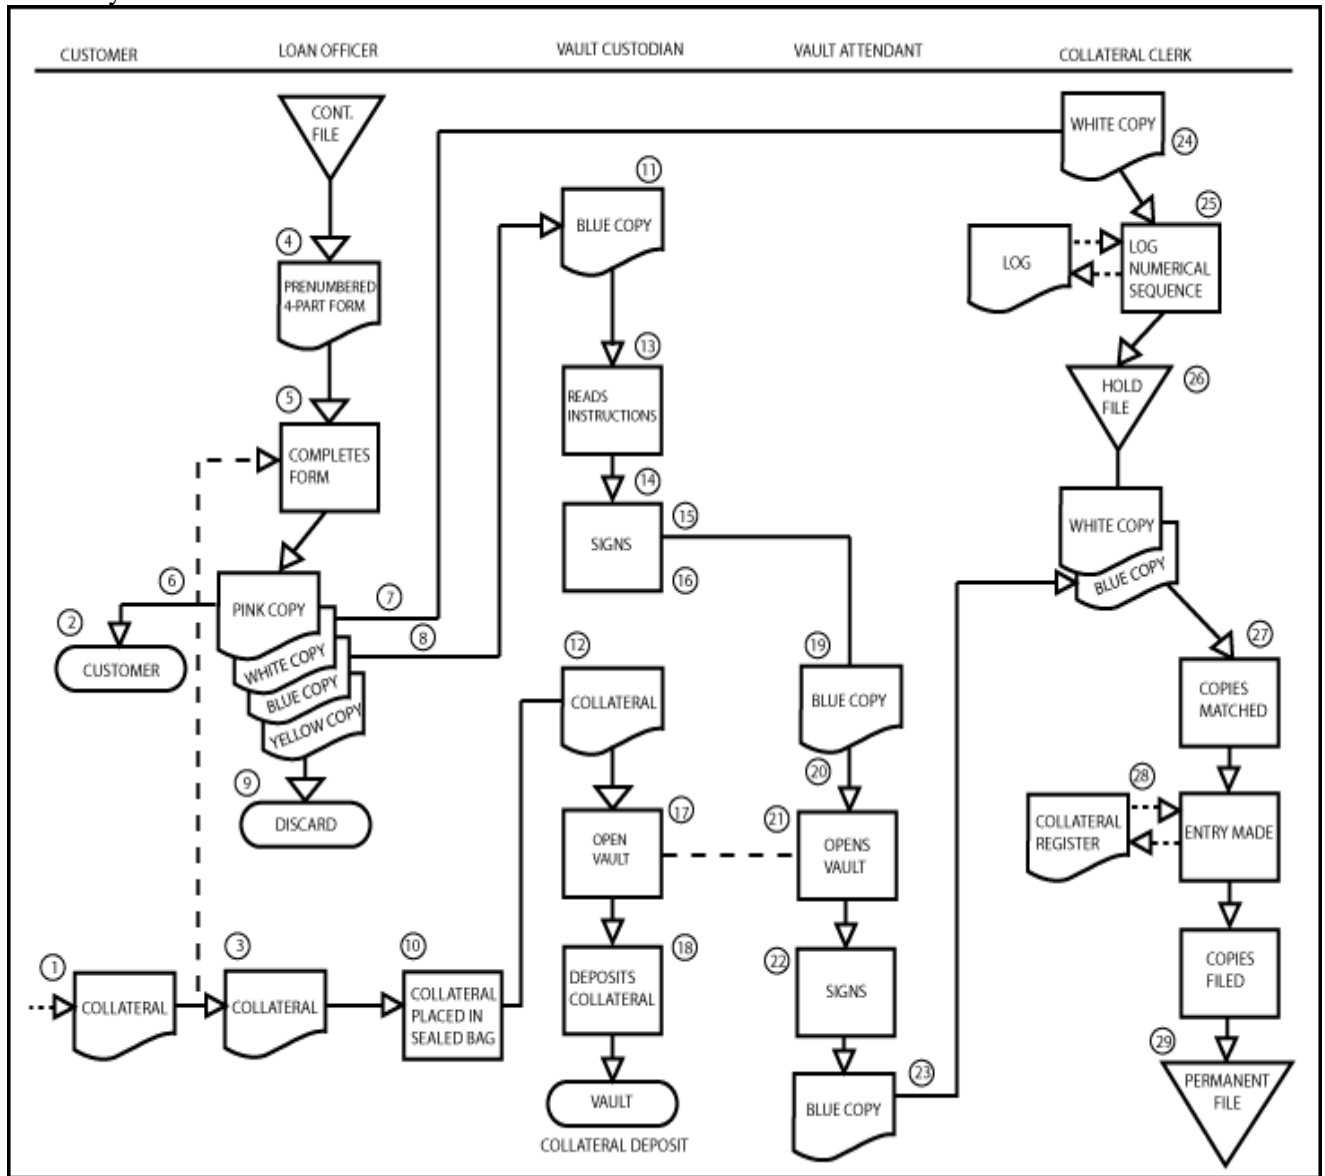 CUSTOMER
LOAN OFFICER
VAULT CUSTODIAN
VAULT ATTENDANT
COLLATERAL CLERK
CONT.
FILE
4
PRENUMBERED
4-PART FORM
5
COMPLETES
FORM
6
2
CUSTOMER
PINK COPY
WHITE COPY
BLUE COPY
YELLOW COPY
7
8
9
DISCARD
1
COLLATERAL
3
COLLATERAL
10
COLLATERAL
PLACED IN
SEALED BAG
11
BLUE COPY
13
READS
INSTRUCTIONS
14
SIGNS
15
16
12
COLLATERAL
17
OPEN
VAULT
18
DEPOSITS
COLLATERAL
VAULT
COLLATERAL DEPOSIT
19
BLUE COPY
20
21
OPENS
VAULT
22
SIGNS
BLUE COPY
23
WHITE COPY
24
25
LOG
LOG
NUMERICAL
SEQUENCE
HOLD
FILE
26
WHITE COPY
BLUE COPY
27
COPIES
MATCHED
28
COLLATERAL
REGISTER
ENTRY MADE
COPIES
FILED
29
PERMANENT
FILE